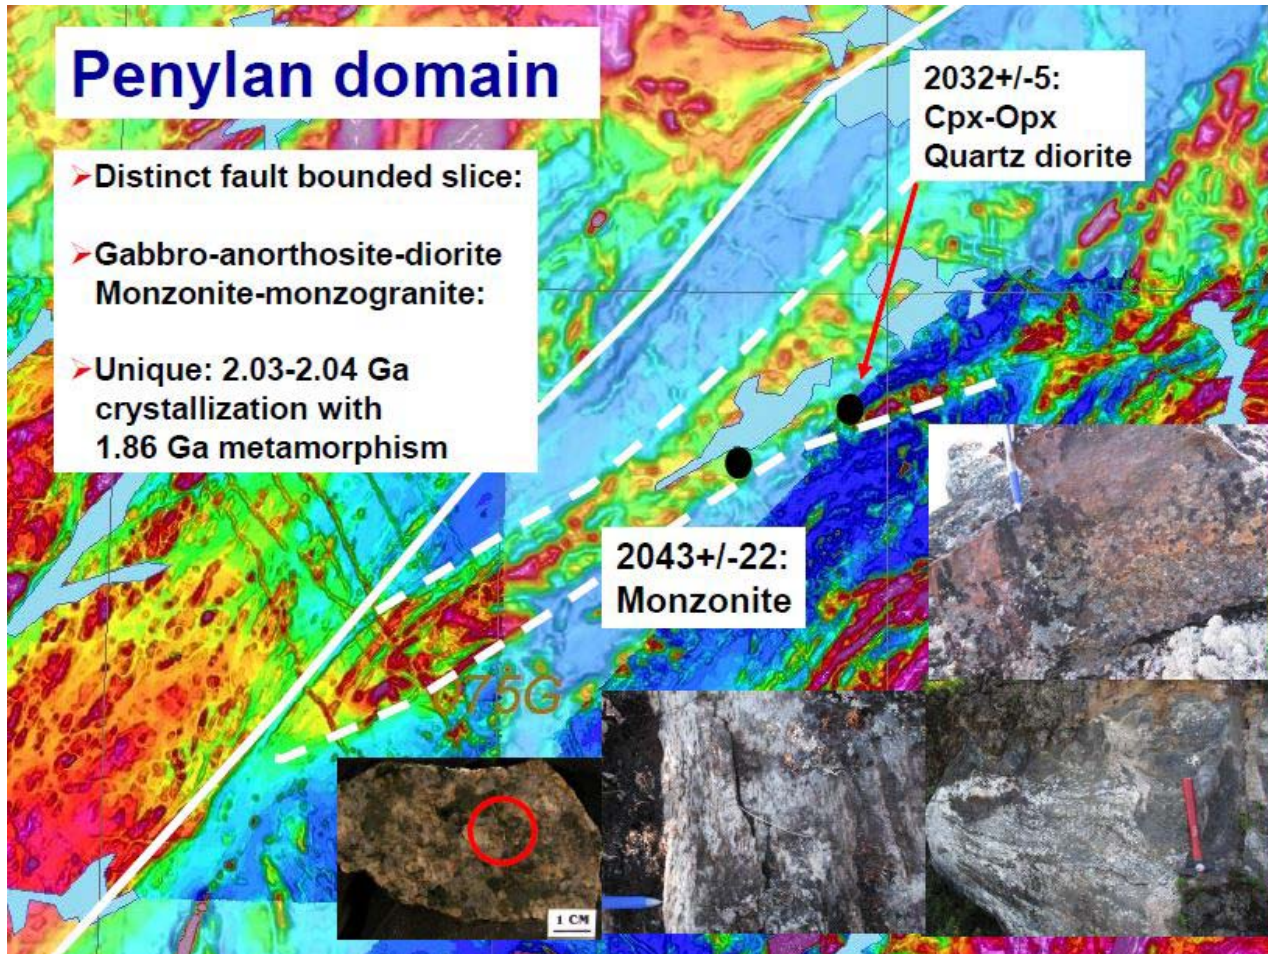 Penylan domain
➢Distinct fault bounded slice:
➢Gabbro-anorthosite-diorite
Monzonite-monzogranite:
➢Unique: 2.03-2.04 Ga
crystallization with
1.86 Ga metamorphism
2032+/-5:
Cpx-Opx
Quartz diorite
2043+/-22:
Monzonite
075G
1 CM